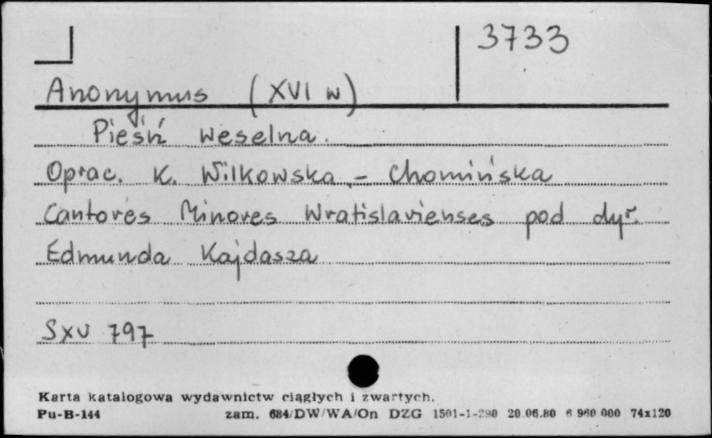 3733
Anonymus (XVI w)
Pieśń weselna.
Oprac. K. Wilkowska - Chomińska
Cantores Minores Wratislavienses pod dyr.
Edmunda Kajdasza
SXV 797
Karta katalogowa wydawnictw ciągłych i zwartych.
Pu-B-144 zam. 684/DW/WA/On DZG 1501-1-290 20.06.80 6 960 000 74x120